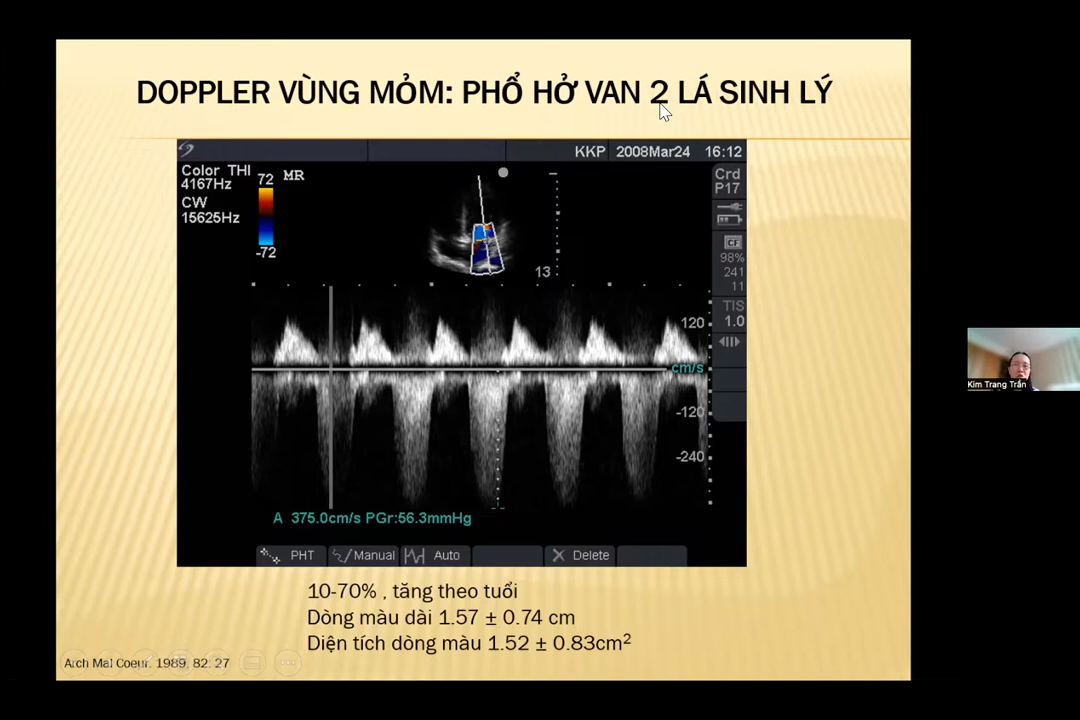 DOPPLER VÙNG MỎM: PHỔ HỞ VAN 2 LÁ SINH LÝ
KKP 2008Mar24 16:12
Color THI
4167Hz
CW
15625Hz
72
-72
MR
Crd
P17
CF
98%
241
11
TIS
1.0
13
120
cm/s
-120
-240
A 375.0cm/s PGr:56.3mmHg
PHT Manual Auto Delete
10-70% , tăng theo tuổi
Dòng màu dài 1.57 ± 0.74 cm
Diện tích dòng màu 1.52 ± 0.83cm²
Arch Mal Coeur. 1989, 82: 27
Kim Trang Trần